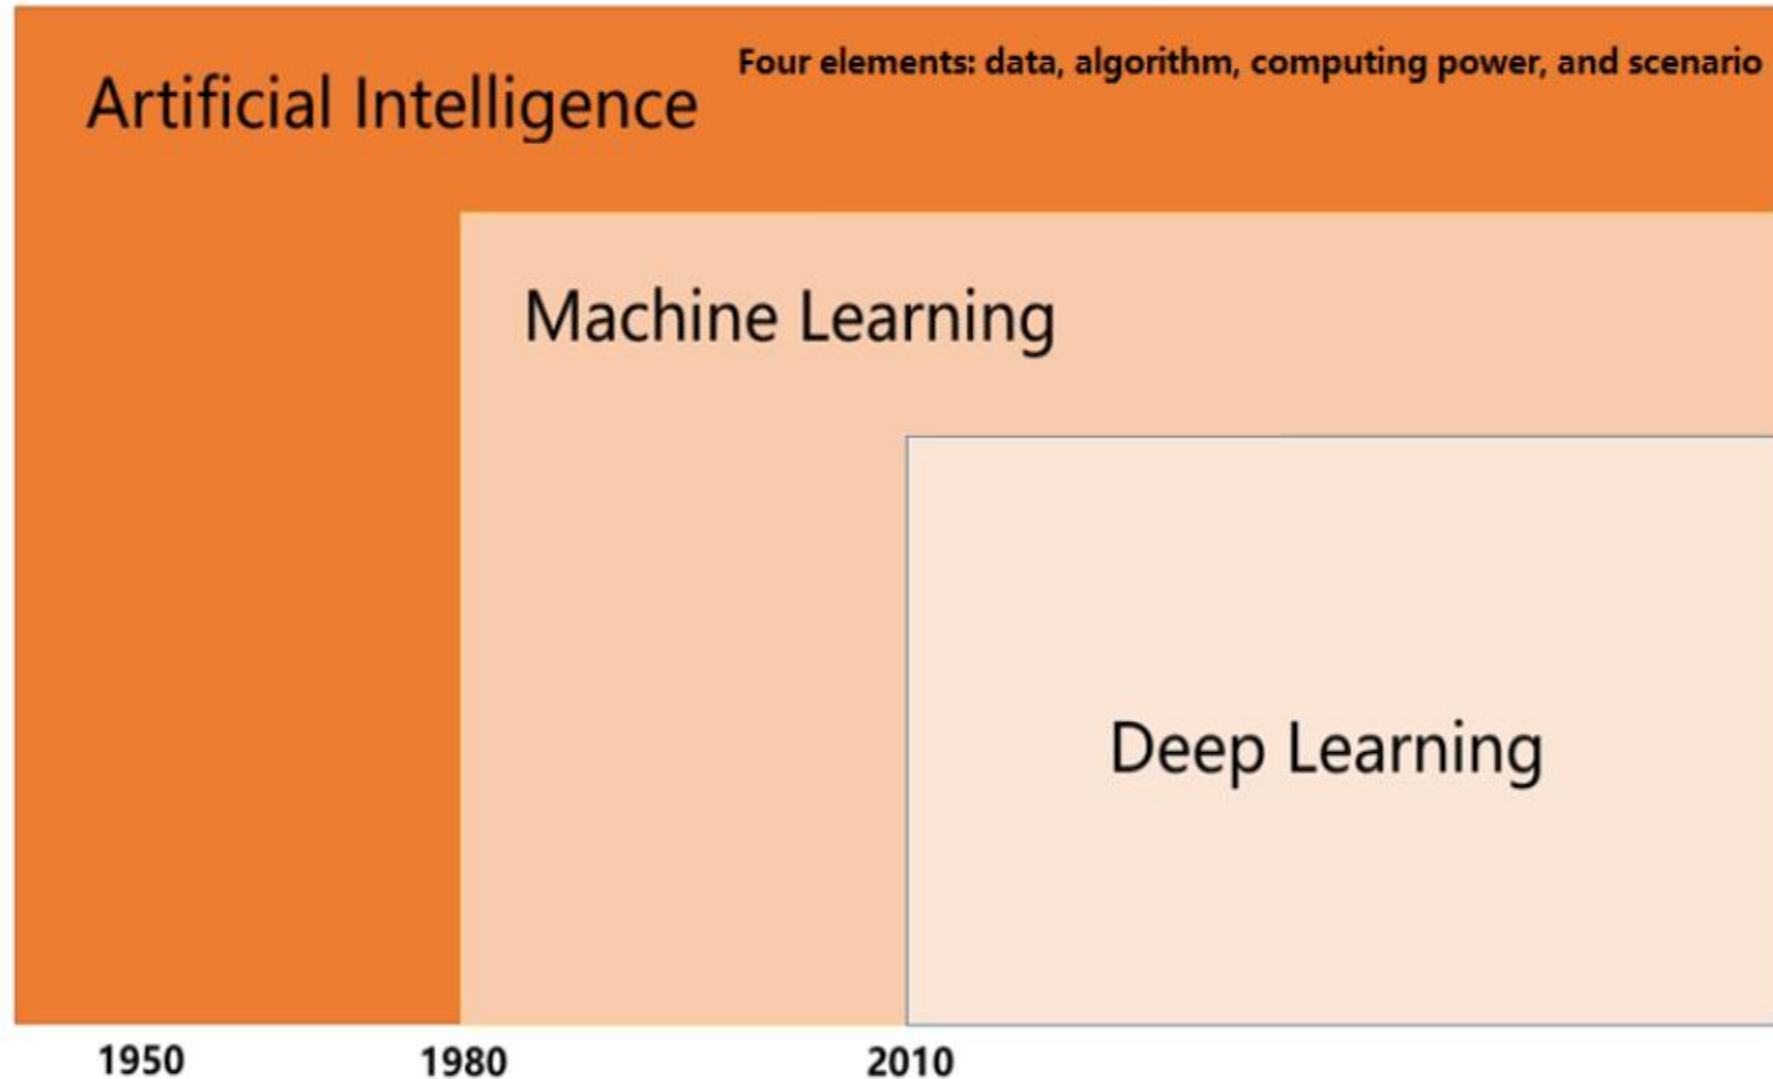 Four elements: data, algorithm, computing power, and scenario
Artificial Intelligence
Machine Learning
Deep Learning
1950 1980 2010